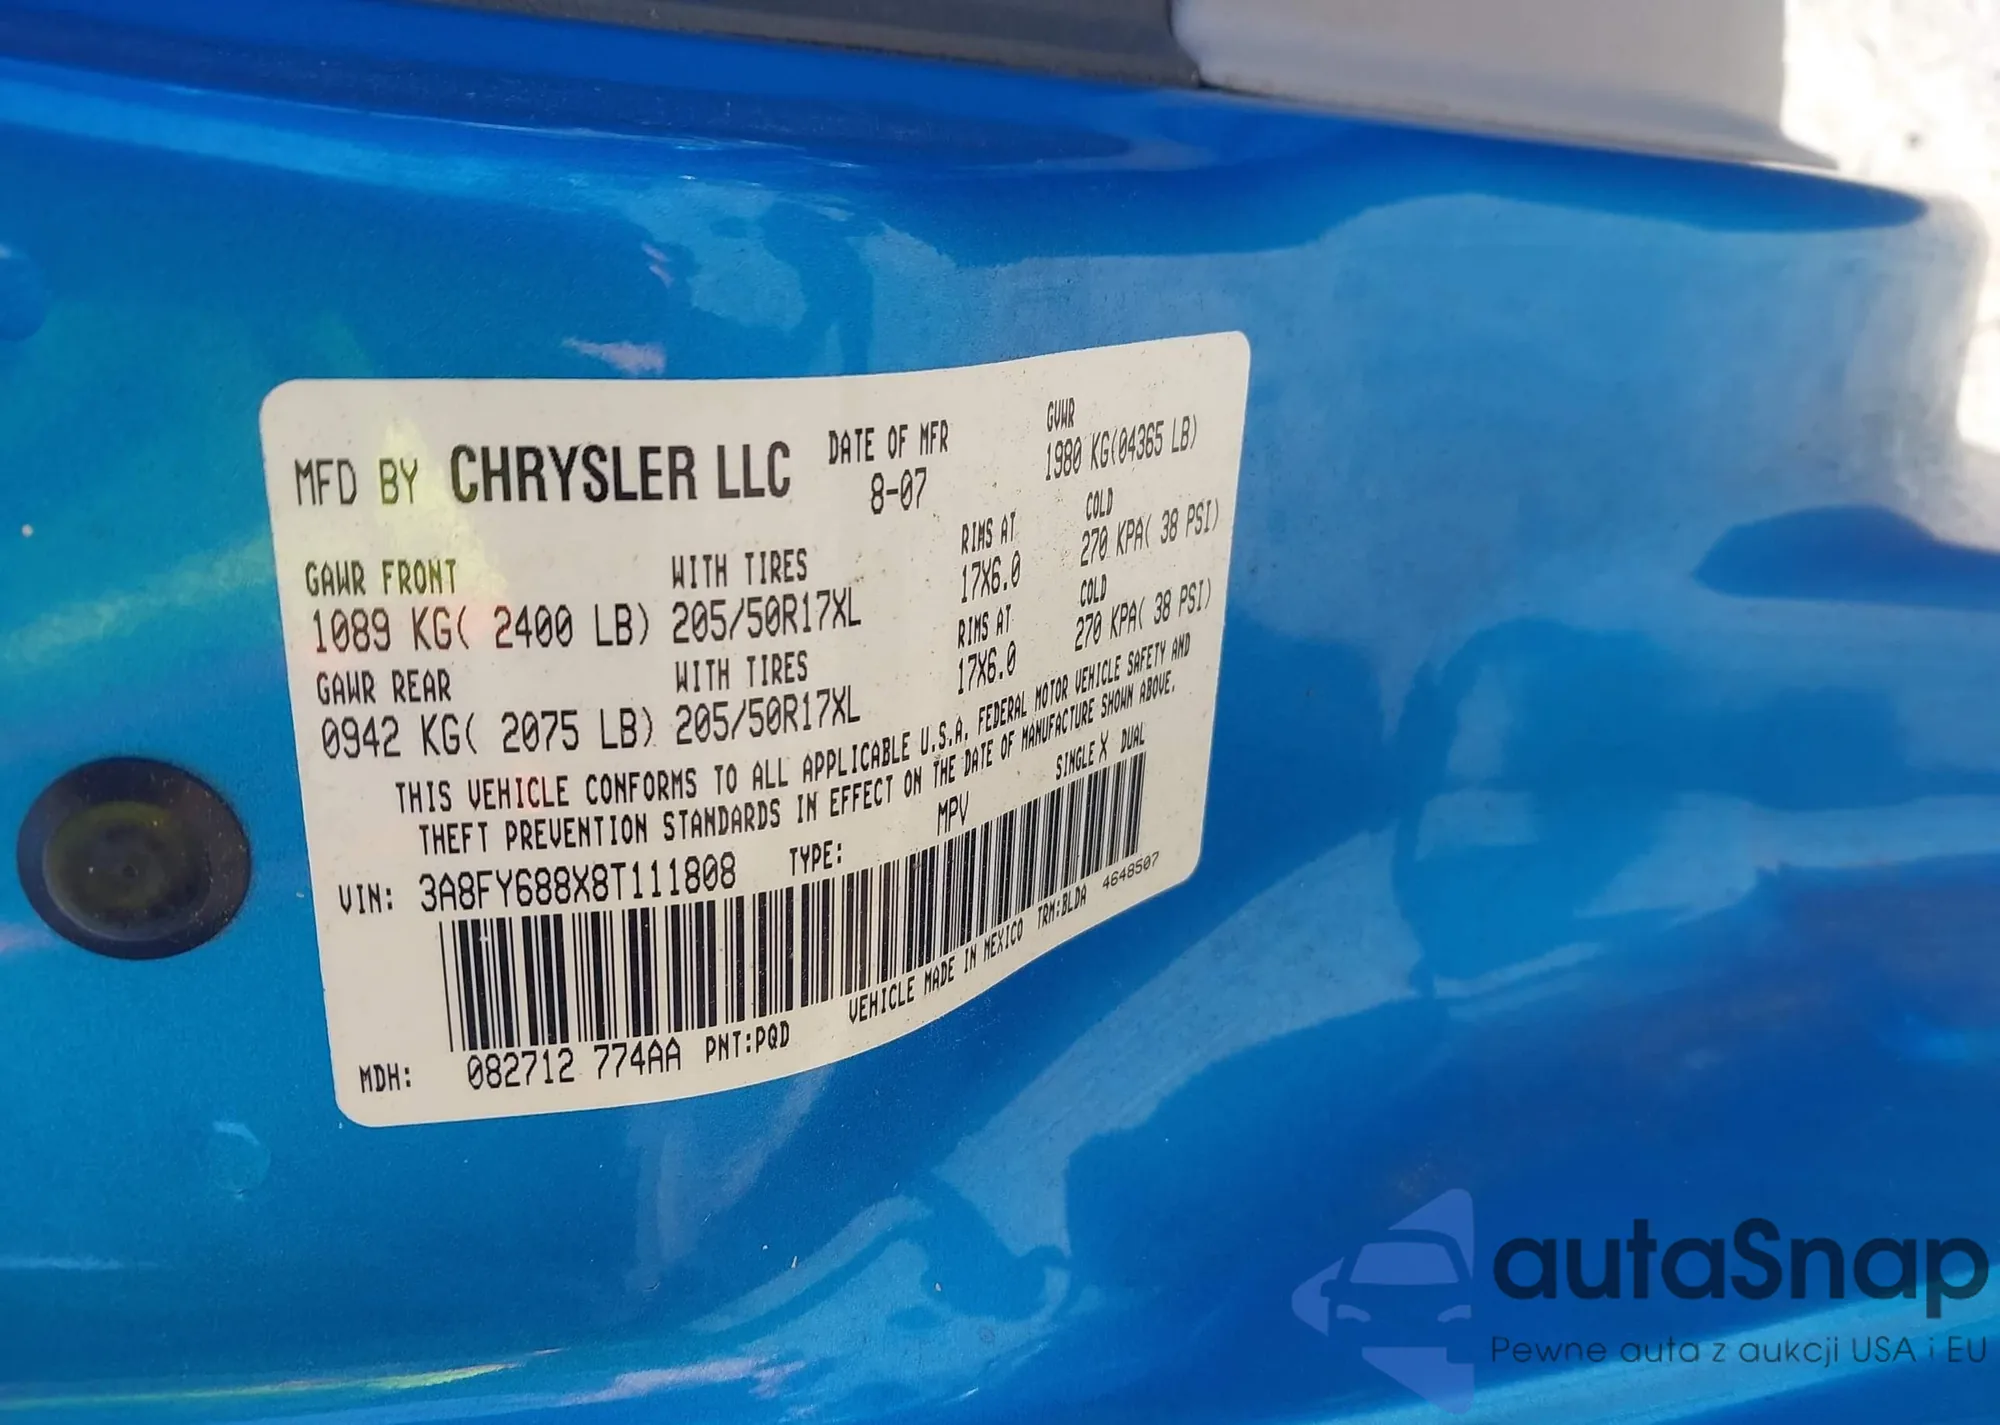 MFD BY CHRYSLER LLC DATE OF MFR GVWR
8-07 1980 KG(04365 LB)
GAWR FRONT WITH TIRES RIMS AT COLD
1089 KG( 2400 LB) 205/50R17XL 17X6.0 270 KPA( 38 PSI)
GAWR REAR WITH TIRES RIMS AT COLD
0942 KG( 2075 LB) 205/50R17XL 17X6.0 270 KPA( 38 PSI)
THIS VEHICLE CONFORMS TO ALL APPLICABLE U.S.A. FEDERAL MOTOR VEHICLE SAFETY AND
THEFT PREVENTION STANDARDS IN EFFECT ON THE DATE OF MANUFACTURE SHOWN ABOVE.
VIN: 3A8FY688X8T111808 TYPE: MPV SINGLE X DUAL
MDH: 082712 774AA PNT:PQD VEHICLE MADE IN MEXICO TRM:BLDA 4648507
autaSnap
Pewne auta z aukcji USA i EU